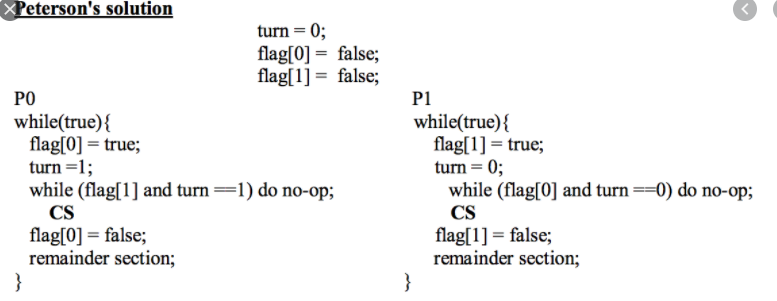 Peterson's solution
turn = 0;
flag[0] = false;
flag[1] = false;
P0
while(true){
flag[0] = true;
turn =1;
while (flag[1] and turn ==1) do no-op;
CS
flag[0] = false;
remainder section;
}
P1
while(true){
flag[1] = true;
turn = 0;
while (flag[0] and turn ==0) do no-op;
CS
flag[1] = false;
remainder section;
}